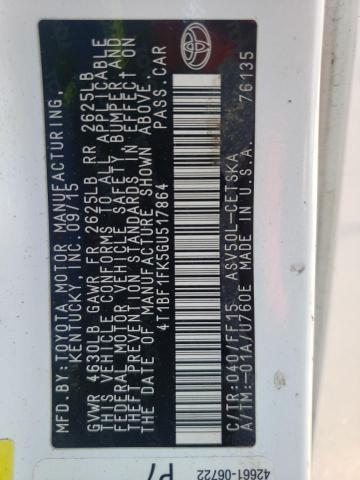 MFD.BY:TOYOTA MOTOR MANUFACTURING,
KENTUCKY, INC.09/15
GVWR 4630LB GAWR FR 2625LB RR 2625LB
THIS VEHICLE CONFORMS TO ALL APPLICABLE
FEDERAL MOTOR VEHICLE SAFETY, BUMPER, AND
THEFT PREVENTION STANDARDS IN EFFECT ON
THE DATE OF MANUFACTURE SHOWN ABOVE.
4T1BF1FK5GU517864 PASS.CAR
C/TR:040/FF15 ASV50L-CETSKA
A/TM:-01A/U760E MADE IN U.S.A. 76135
42661-06722
P7